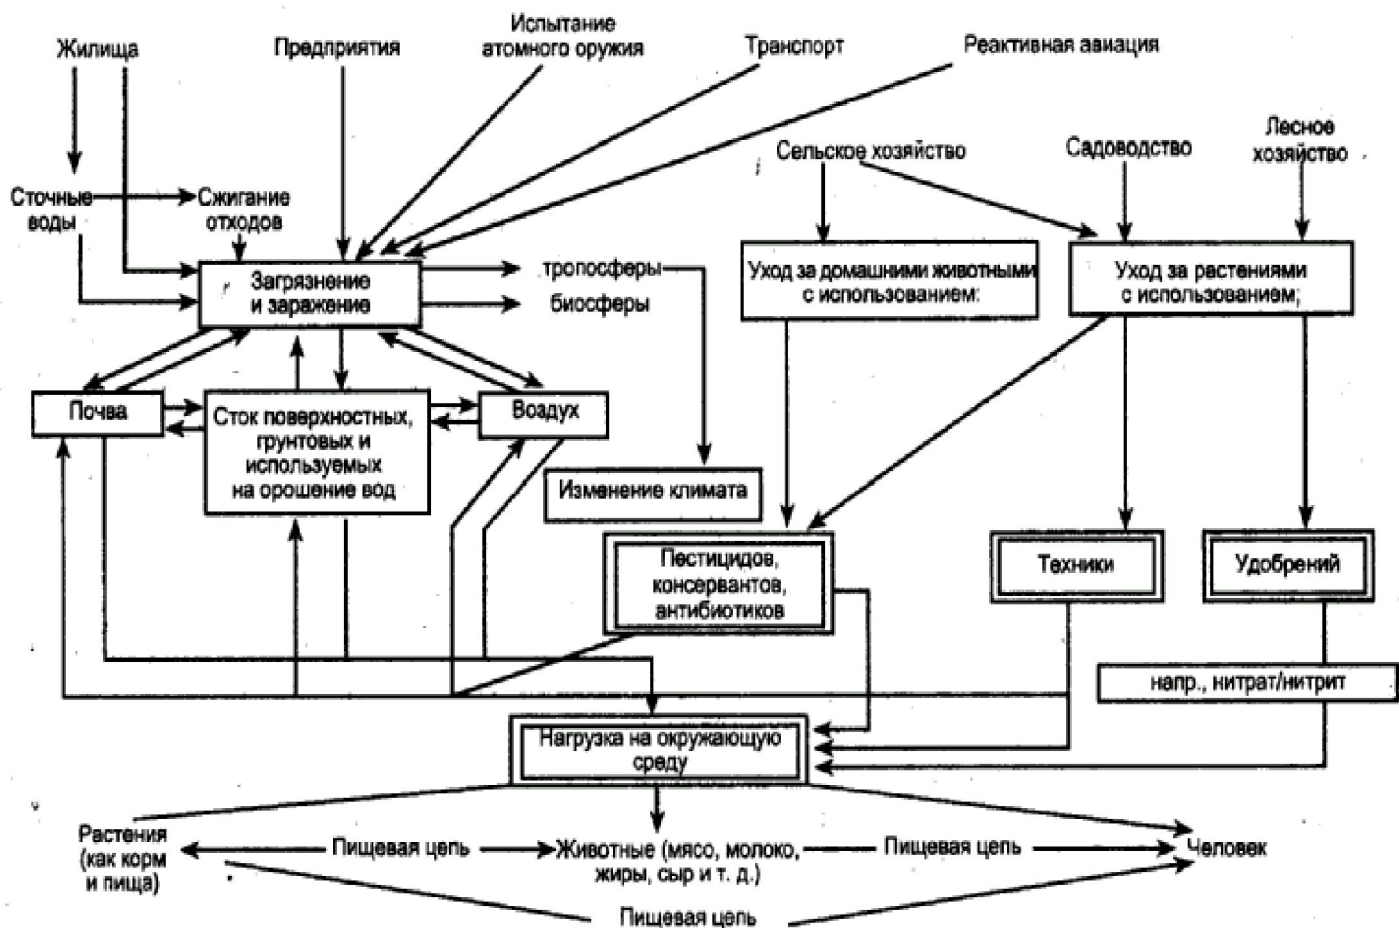 Жилища
Предприятия
Испытание
атомного оружия
Транспорт
Реактивная авиация
Сельское хозяйство
Садоводство
Лесное
хозяйство
Сточные
воды
Сжигание
отходов
Загрязнение
и заражение
тропосферы
биосферы
Уход за домашними животными
с использованием:
Уход за растениями
с использованием;
Почва
Сток поверхностных,
грунтовых и
используемых
на орошение вод
Воздух
Изменение климата
Пестицидов,
консервантов,
антибиотиков
Техники
Удобрений
напр., нитрат/нитрит
Нагрузка на окружающую
среду
Растения
(как корм
и пища)
Пищевая цепь
Животные (мясо, молоко,
жиры, сыр и т. д.)
Пищевая цепь
Человек
Пищевая цепь